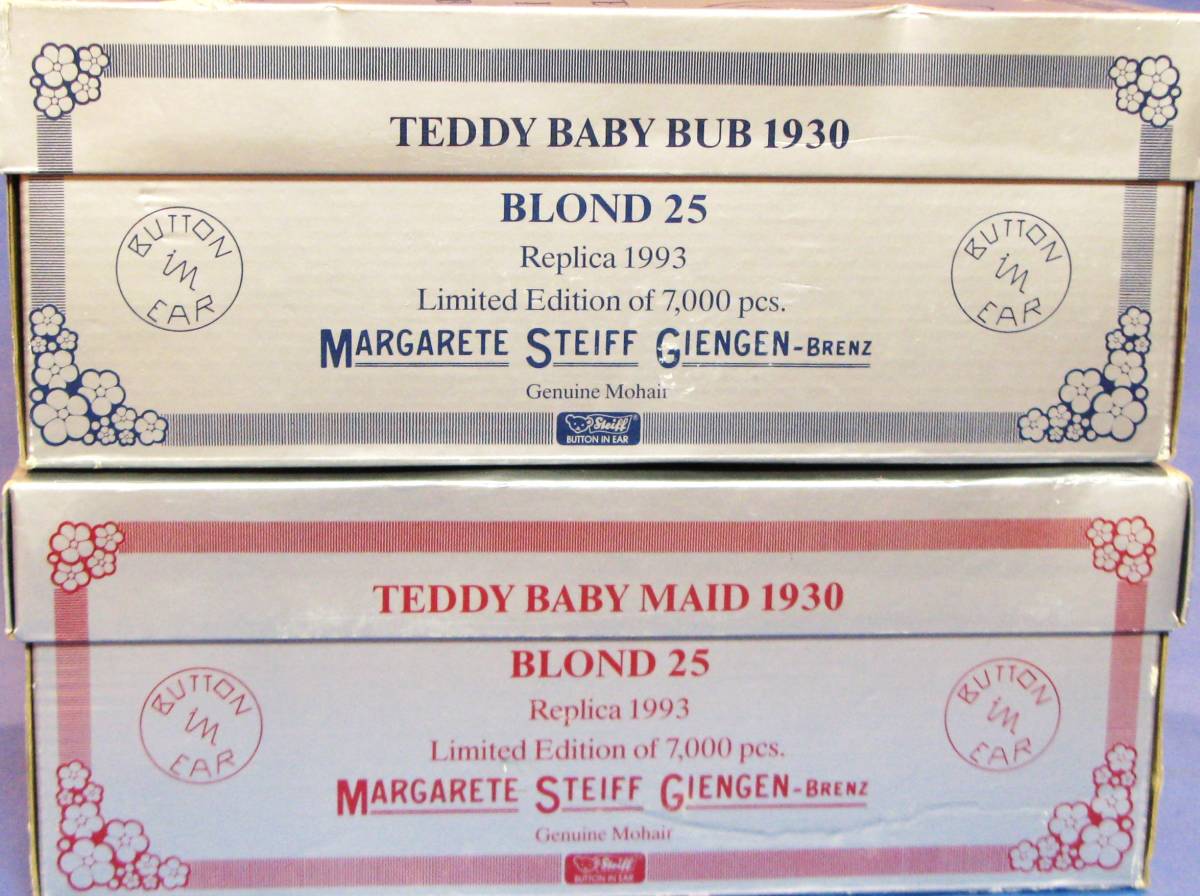 TEDDY BABY BUB 1930
BLOND 25
BUTTON im EAR
BUTTON im EAR
Replica 1993
Limited Edition of 7,000 pcs.
MARGARETE STEIFF GIENGEN-BRENZ
Genuine Mohair
Steiff®
BUTTON IN EAR
TEDDY BABY MAID 1930
BLOND 25
BUTTON im EAR
BUTTON im EAR
Replica 1993
Limited Edition of 7,000 pcs.
MARGARETE STEIFF GIENGEN-BRENZ
Genuine Mohair
Steiff
BUTTON IN EAR